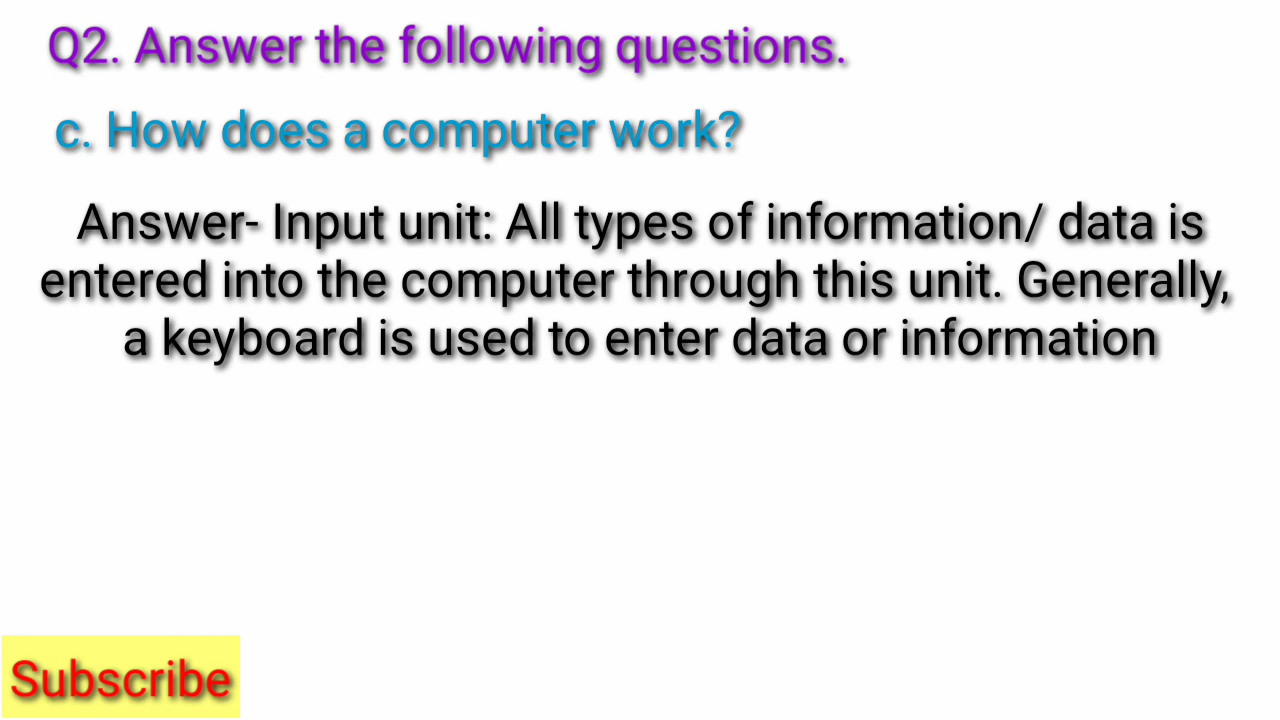 Q2. Answer the following questions.
c. How does a computer work?
Answer- Input unit: All types of information/ data is
entered into the computer through this unit. Generally,
a keyboard is used to enter data or information
Subscribe